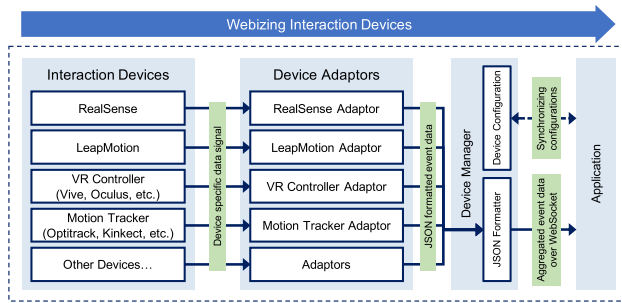 Webizing Interaction Devices
Interaction Devices
RealSense
LeapMotion
VR Controller
(Vive, Oculus, etc.)
Motion Tracker
(Optitrack, Kinkect, etc.)
Other Devices…
Device specific data signal
Device Adaptors
RealSense Adaptor
LeapMotion Adaptor
VR Controller Adaptor
Motion Tracker Adaptor
Adaptors
JSON formatted event data
Device Manager
Device Configuration
JSON Formatter
Synchronizing
configurations
Aggregated event data
over WebSocket
Application